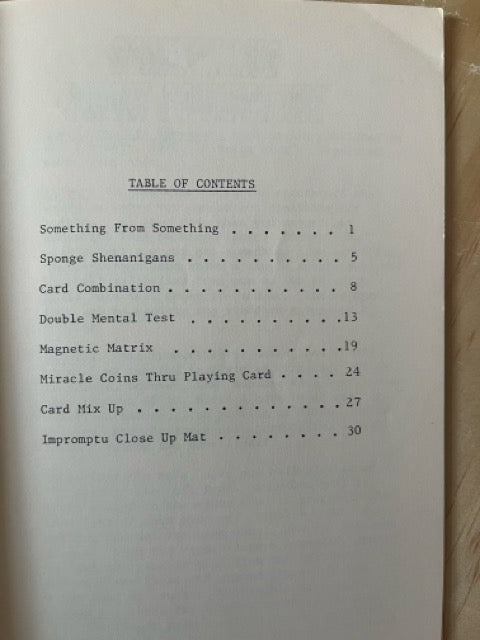 TABLE OF CONTENTS
Something From Something . . . . . . . 1
Sponge Shenanigans . . . . . . . . . . 5
Card Combination . . . . . . . . . . . 8
Double Mental Test . . . . . . . . . .13
Magnetic Matrix . . . . . . . . . . .19
Miracle Coins Thru Playing Card . . . . 24
Card Mix Up . . . . . . . . . . . . .27
Impromptu Close Up Mat . . . . . . . . 30